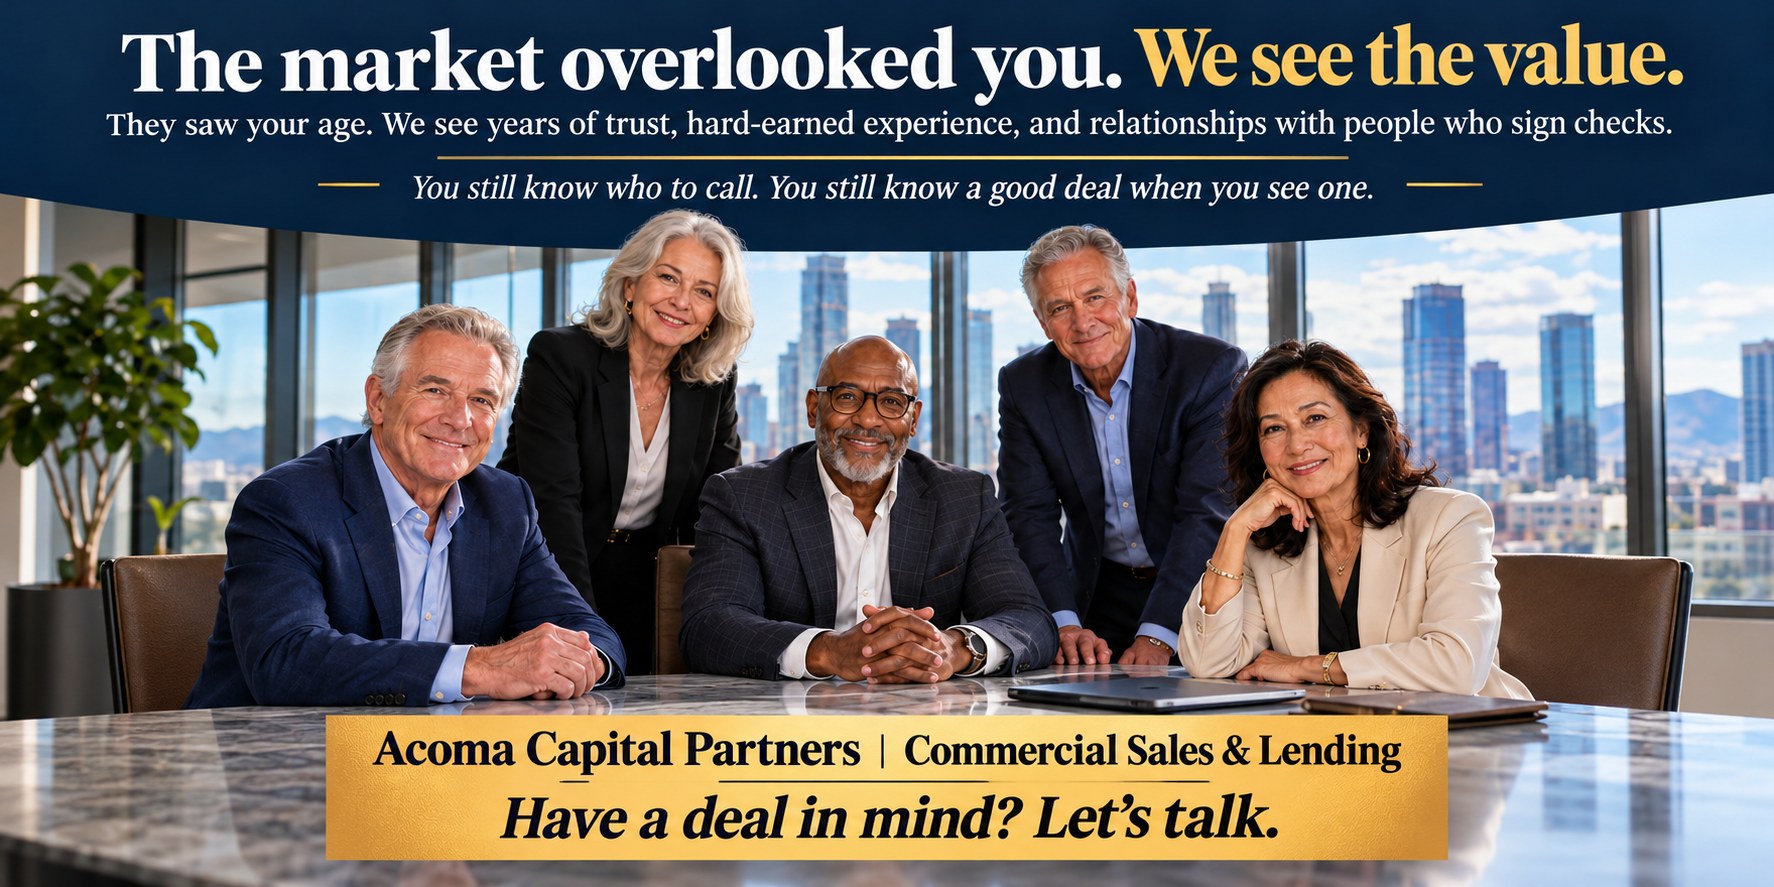 The market overlooked you. We see the value.
They saw your age. We see years of trust, hard-earned experience, and relationships with people who sign checks.
You still know who to call. You still know a good deal when you see one.
Acoma Capital Partners | Commercial Sales & Lending
Have a deal in mind? Let's talk.